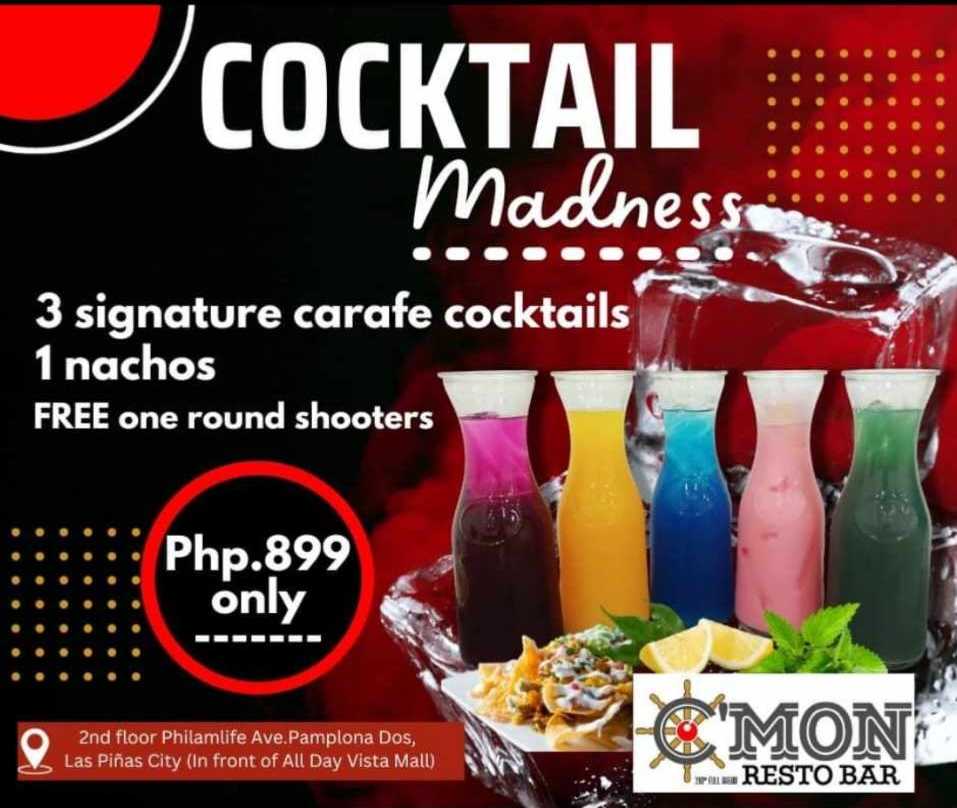 COCKTAIL
Madness
3 signature carafe cocktails
1 nachos
FREE one round shooters
Php.899
only
2nd floor Philamlife Ave.Pamplona Dos,
Las Piñas City (In front of All Day Vista Mall)
C'MON
RESTO BAR